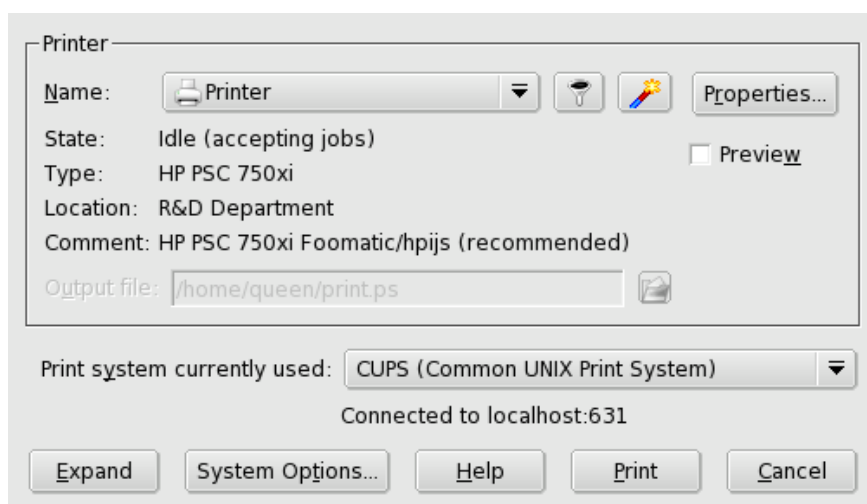 Printer
Name: Printer Properties...
State: Idle (accepting jobs)
Preview
Type: HP PSC 750xi
Location: R&D Department
Comment: HP PSC 750xi Foomatic/hpijs (recommended)
Output file: /home/queen/print.ps
Print system currently used: CUPS (Common UNIX Print System)
Connected to localhost:631
Expand System Options... Help Print Cancel